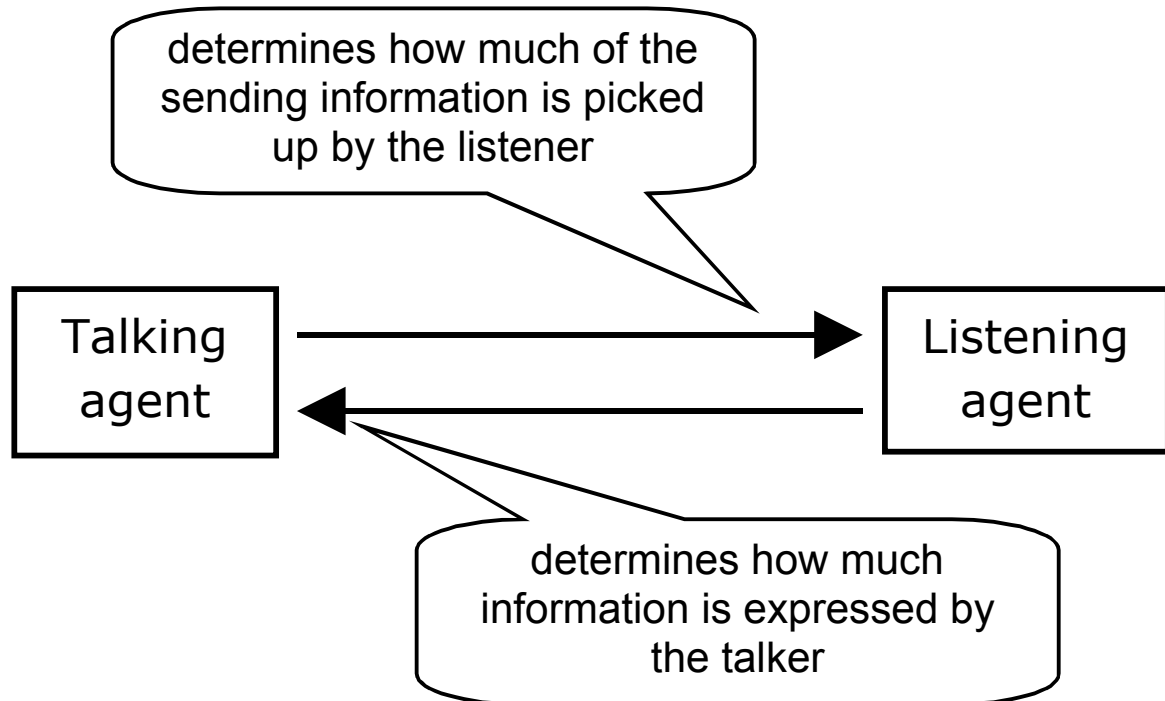 determines how much of the
sending information is picked
up by the listener
Talking
agent
Listening
agent
determines how much
information is expressed by
the talker